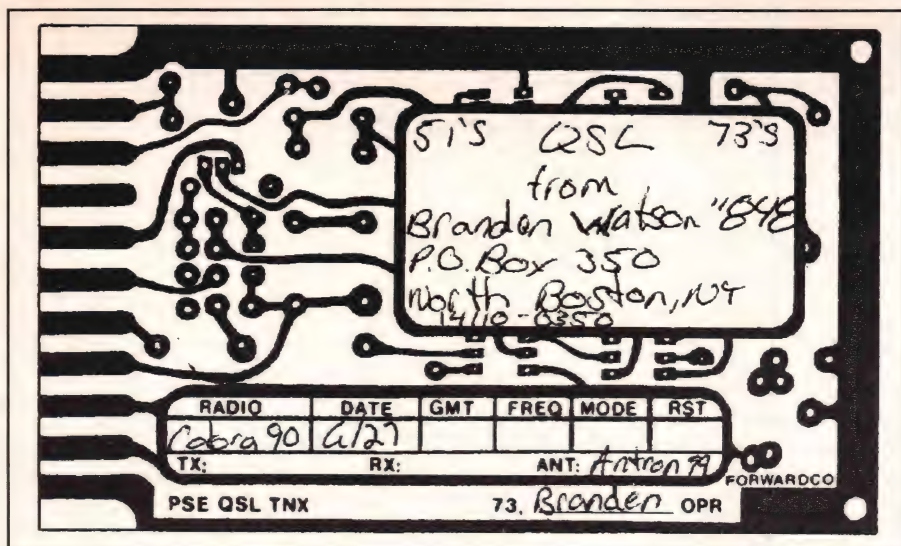 51'S QSL 73'S
from
Branden Watson "848
P.O. Box 350
North Boston, NY
14110-0350
RADIO DATE GMT FREQ MODE RST
Cobra 90 6/27
TX: RX: ANT: Antron 99
FORWARDCO
PSE QSL TNX 73, Branden OPR